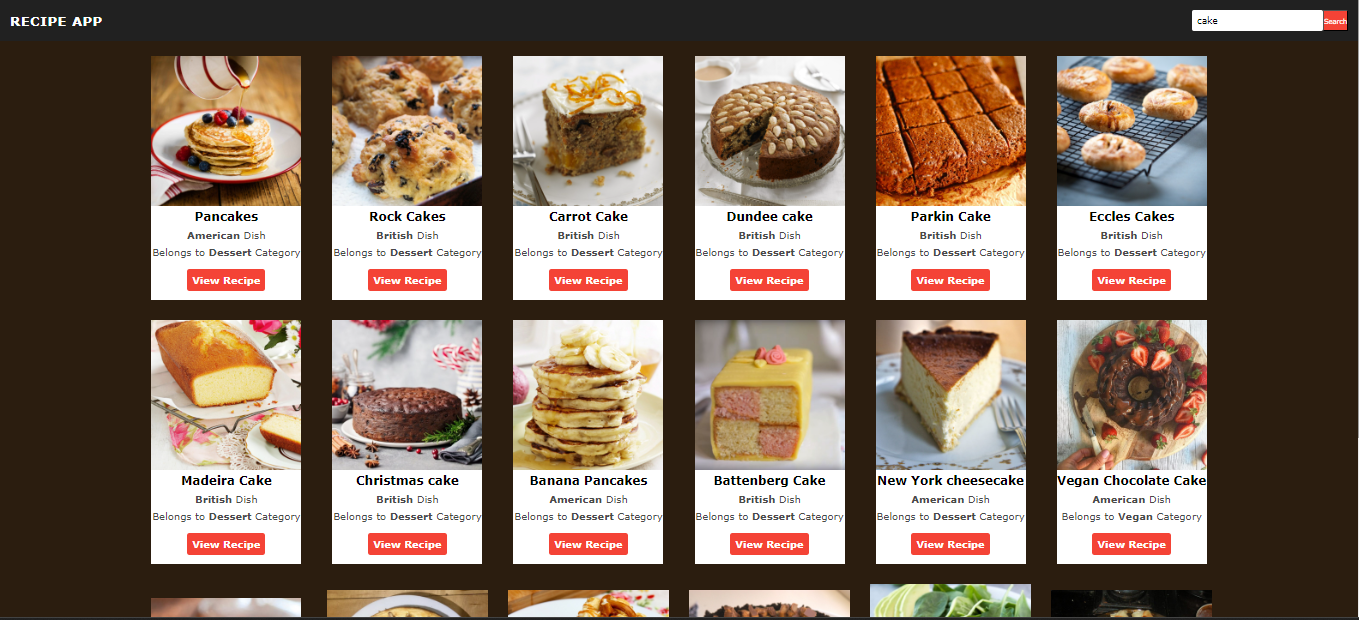 RECIPE APP
cake
Search
Pancakes
American Dish
Belongs to Dessert Category
View Recipe
Rock Cakes
British Dish
Belongs to Dessert Category
View Recipe
Carrot Cake
British Dish
Belongs to Dessert Category
View Recipe
Dundee cake
British Dish
Belongs to Dessert Category
View Recipe
Parkin Cake
British Dish
Belongs to Dessert Category
View Recipe
Eccles Cakes
British Dish
Belongs to Dessert Category
View Recipe
Madeira Cake
British Dish
Belongs to Dessert Category
View Recipe
Christmas cake
British Dish
Belongs to Dessert Category
View Recipe
Banana Pancakes
American Dish
Belongs to Dessert Category
View Recipe
Battenberg Cake
British Dish
Belongs to Dessert Category
View Recipe
New York cheesecake
American Dish
Belongs to Dessert Category
View Recipe
Vegan Chocolate Cake
American Dish
Belongs to Vegan Category
View Recipe